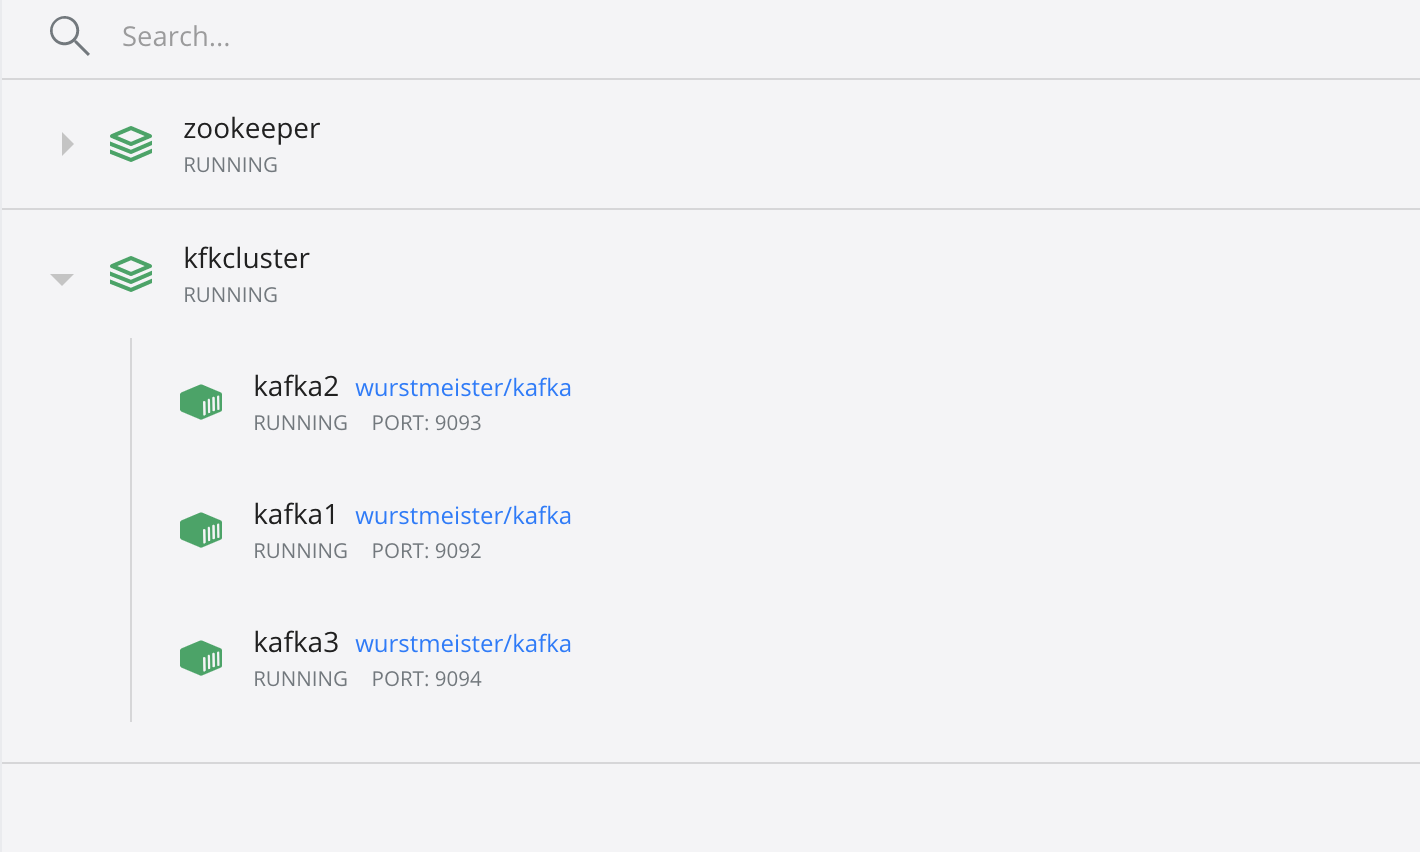 Search...
zookeeper
RUNNING
kfkcluster
RUNNING
kafka2 wurstmeister/kafka
RUNNING PORT: 9093
kafka1 wurstmeister/kafka
RUNNING PORT: 9092
kafka3 wurstmeister/kafka
RUNNING PORT: 9094